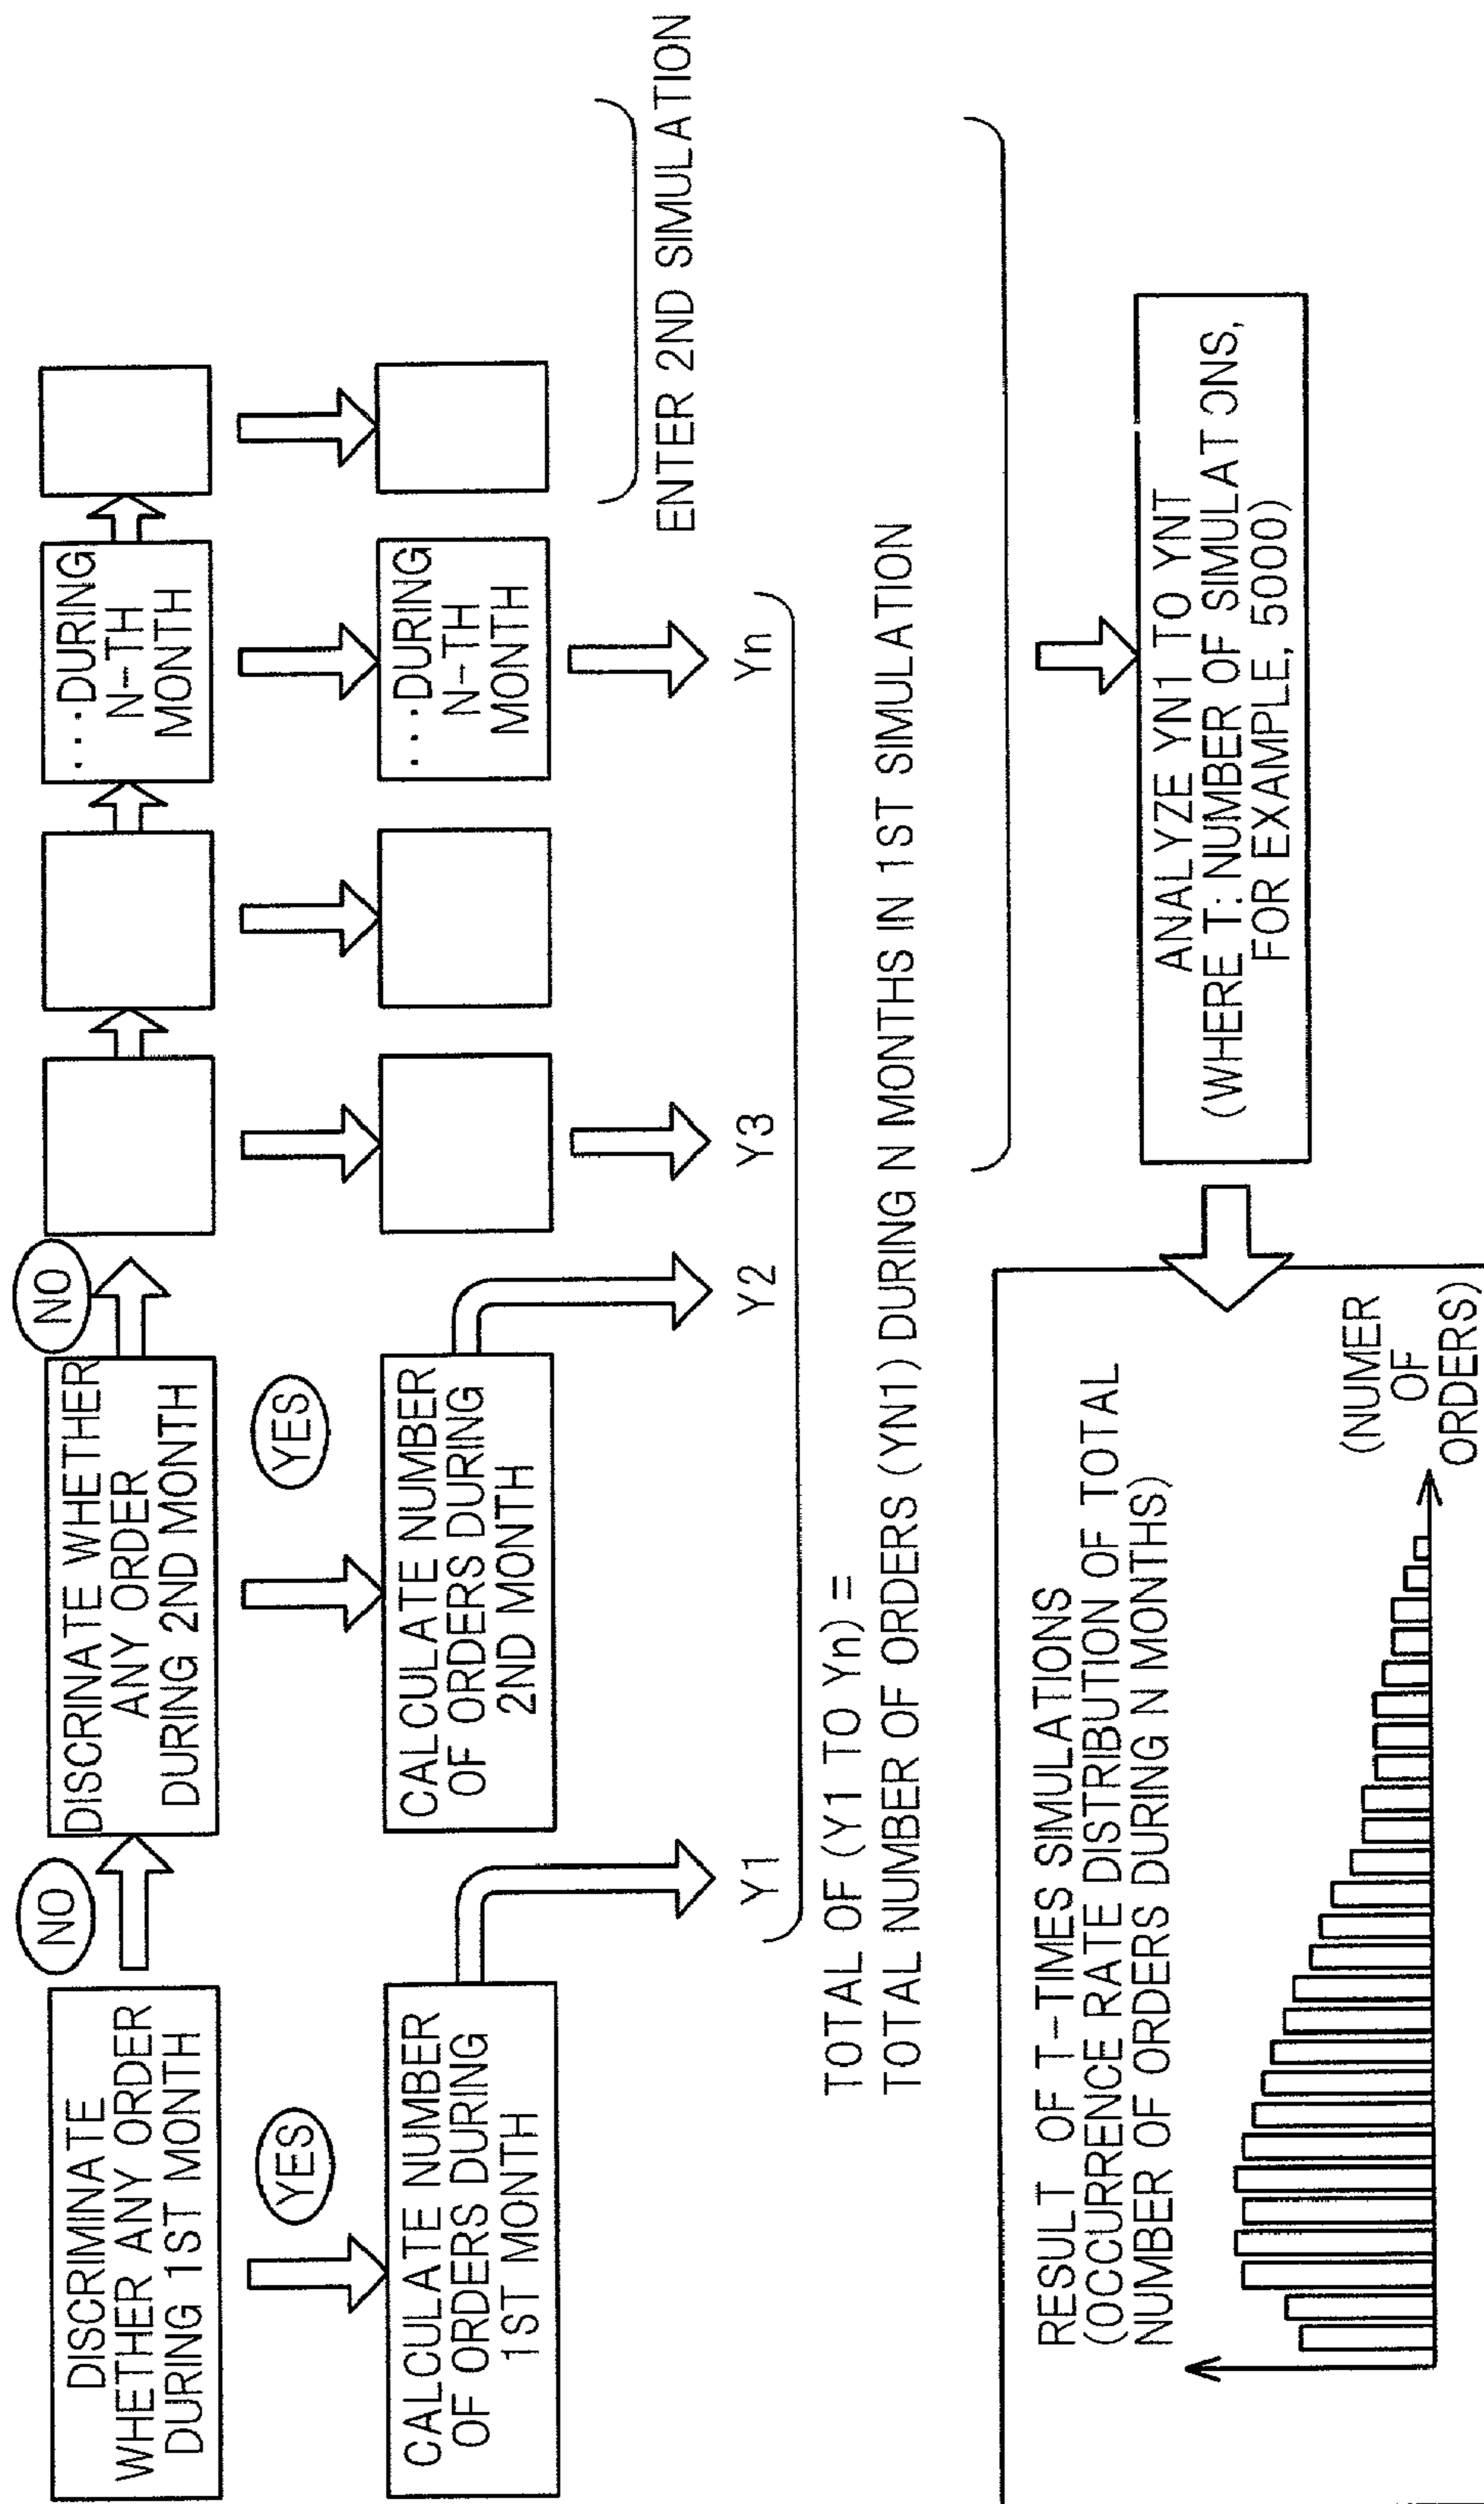 DISCRIMINATE
WHETHER ANY ORDER
DURING 1ST MONTH
NO
DISCRINATE WHETHER
ANY ORDER
DURING 2ND MONTH
NO
...DURING
N-TH
MONTH
YES
YES
CALCULATE NUMBER
OF ORDERS DURING
1ST MONTH
CALCULATE NUMBER
OF ORDERS DURING
2ND MONTH
...DURING
N-TH
MONTH
ENTER 2ND SIMULATION
Y1
Y2
Y3
Yn
TOTAL OF (Y1 TO Yn) =
TOTAL NUMBER OF ORDERS (YN1) DURING N MONTHS IN 1ST SIMULATION
RESULT OF T-TIMES SIMULATIONS
(OCCURRENCE RATE DISTRIBUTION OF TOTAL
NUMBER OF ORDERS DURING N MONTHS)
(NUMER
OF
ORDERS)
ANALYZE YN1 TO YNT
(WHERE T: NUMBER OF SIMULATIONS,
FOR EXAMPLE, 5000)